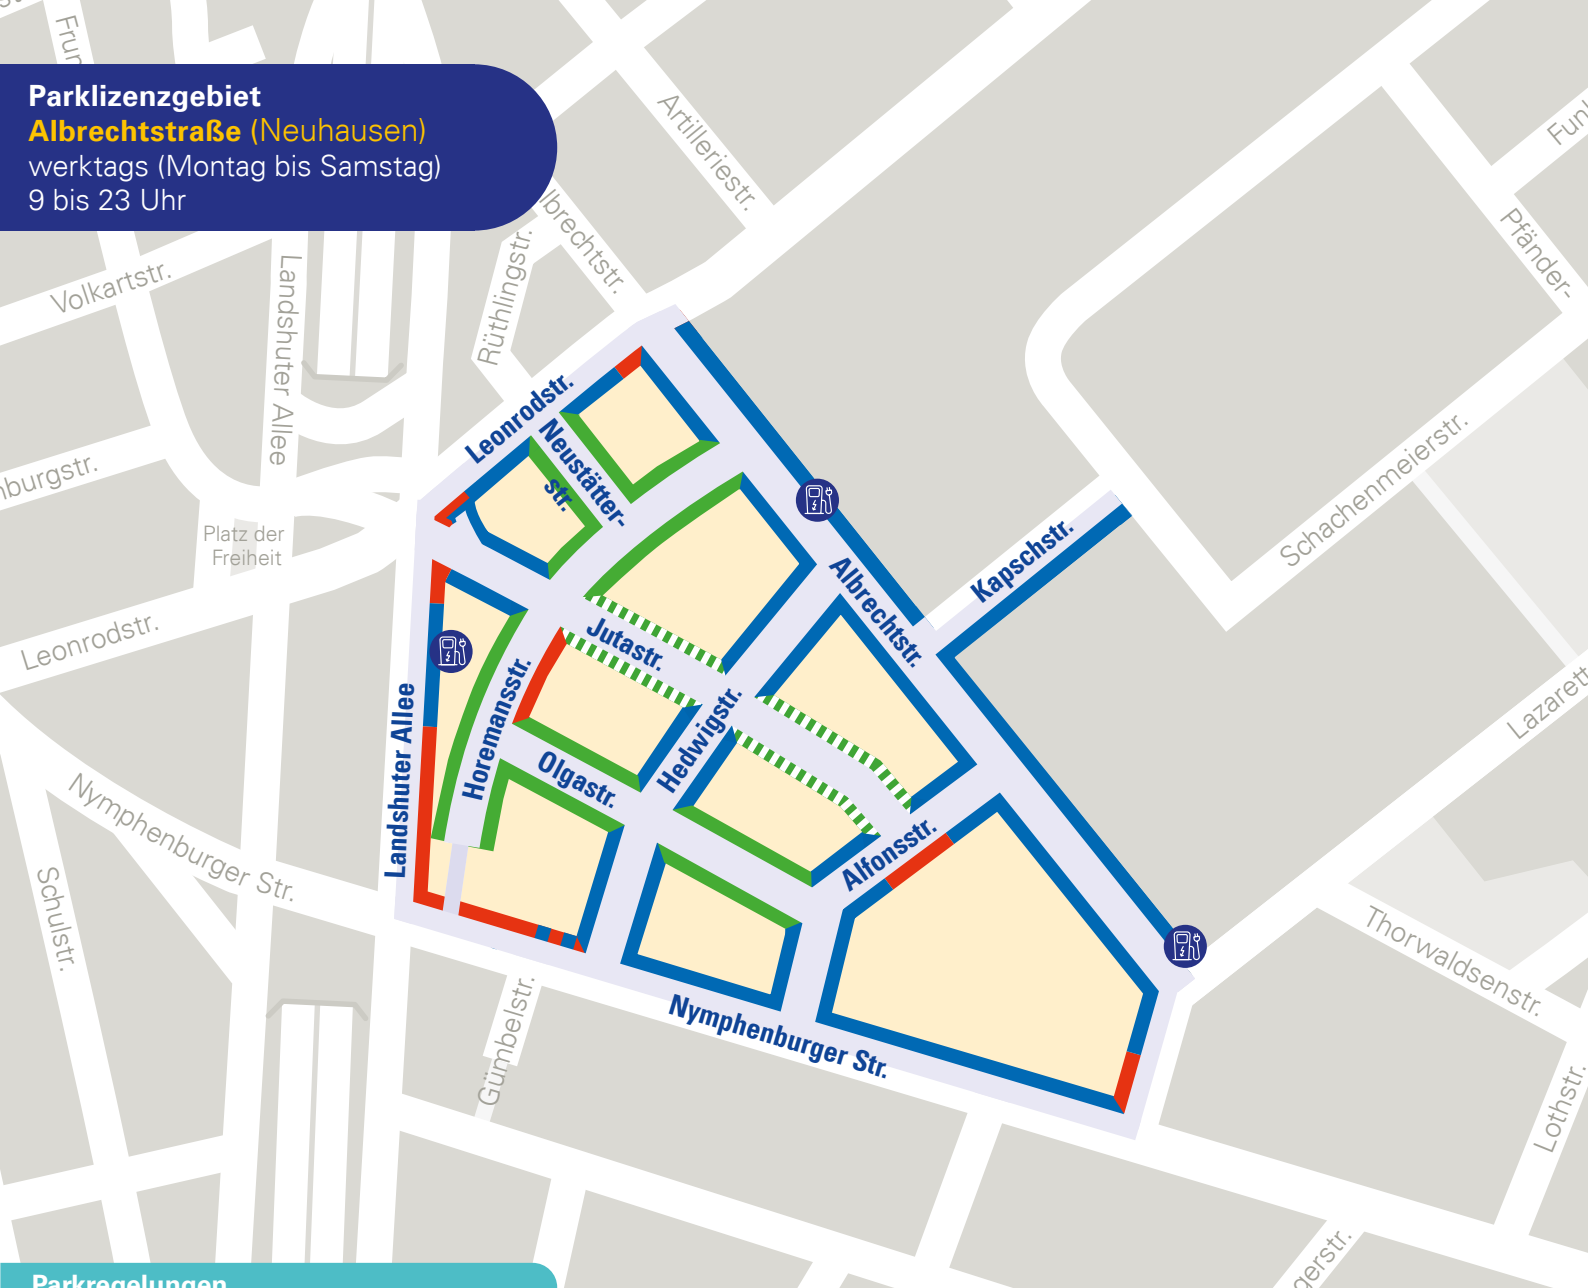 Parklizenzgebiet
Albrechtstraße (Neuhausen)
werktags (Montag bis Samstag)
9 bis 23 Uhr
Artilleriestr.
Rüthlingstr.
Volkartstr.
Landshuter Allee
Platz der
Freiheit
Leonrodstr.
Leonrodstr.
Neustätter-
str.
Pfänder-
Schachenmeierstr.
Kapschstr.
Albrechtstr.
Jutastr.
Hedwigstr.
Horemansstr.
Olgastr.
Landshuter Allee
Alfonsstr.
Nymphenburger Str.
Nymphenburger Str.
Schulstr.
Gümbelstr.
Thorwaldsenstr.
Lothstr.
Parkregelungen